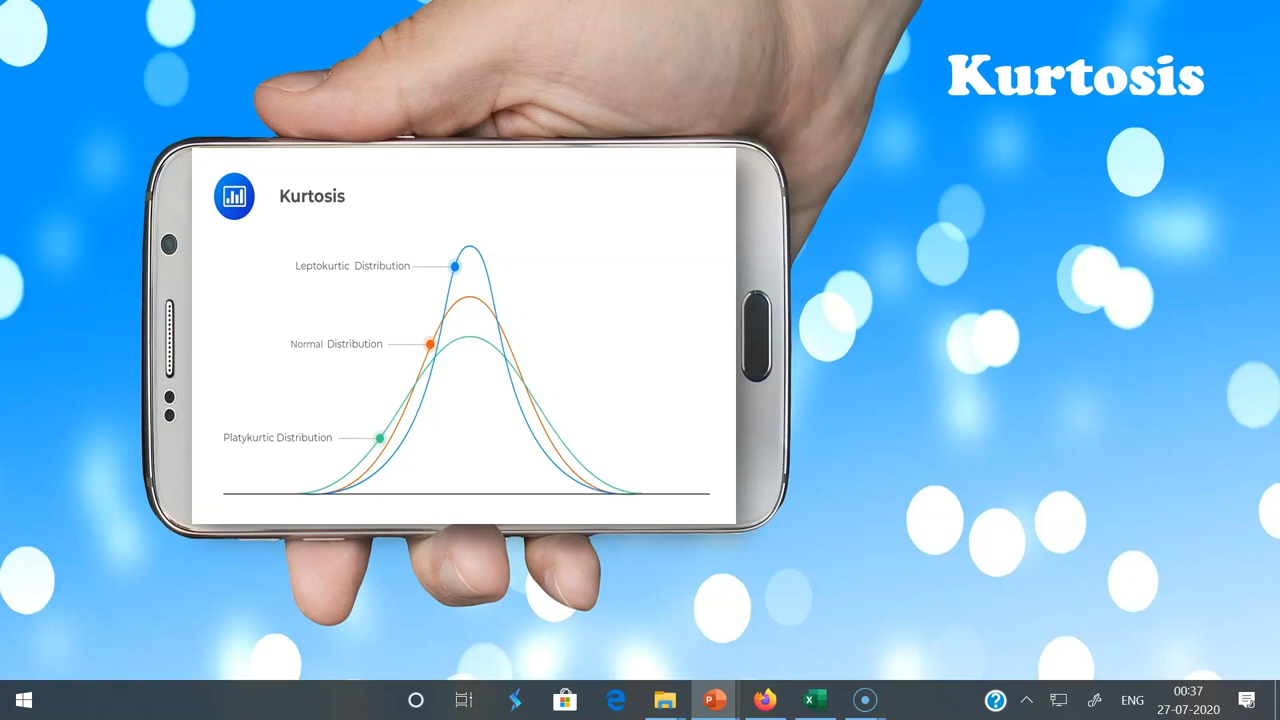 Kurtosis
Kurtosis
Leptokurtic Distribution
Normal Distribution
Platykurtic Distribution
ENG
00:37
27-07-2020